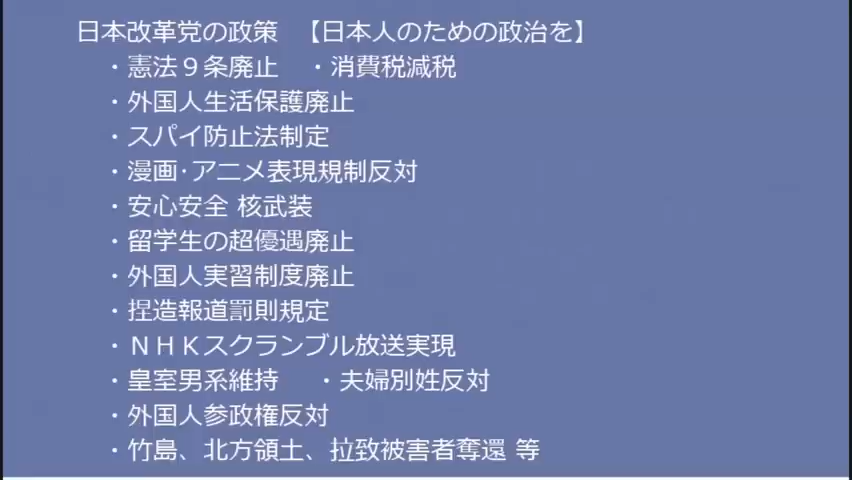 日本改革党の政策　【日本人のための政治を】
・憲法９条廃止　・消費税減税
・外国人生活保護廃止
・スパイ防止法制定
・漫画･アニメ表現規制反対
・安心安全 核武装
・留学生の超優遇廃止
・外国人実習制度廃止
・捏造報道罰則規定
・ＮＨＫスクランブル放送実現
・皇室男系維持　・夫婦別姓反対
・外国人参政権反対
・竹島、北方領土、拉致被害者奪還 等